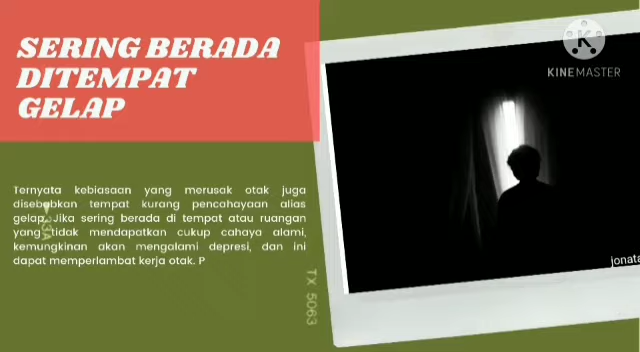 SERING BERADA
DITEMPAT
GELAP
KINEMASTER
Ternyata kebiasaan yang merusak otak juga
disebabkan tempat kurang pencahayaan alias
gelap. Jika sering berada di tempat atau ruangan
yang tidak mendapatkan cukup cahaya alami,
kemungkinan akan mengalami depresi, dan ini
dapat memperlambat kerja otak. P
jonata
TX 5063